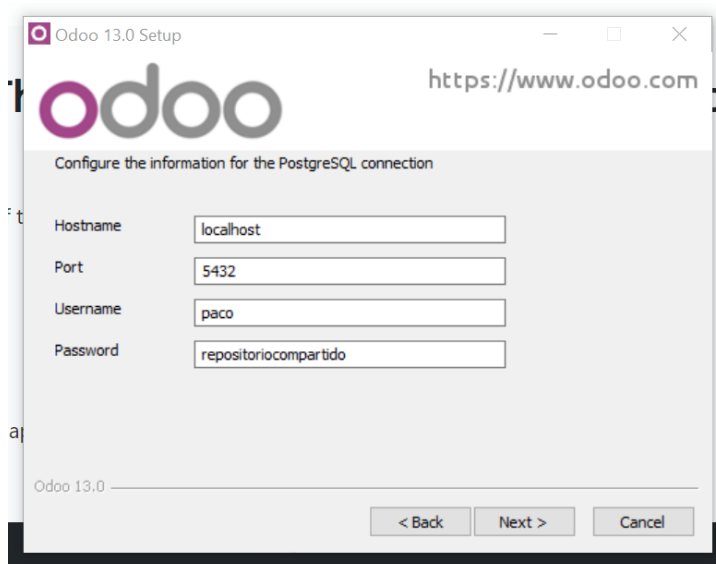 Odoo 13.0 Setup
odoo
https://www.odoo.com
Configure the information for the PostgreSQL connection
Hostname localhost
Port 5432
Username paco
Password repositoriocompartido
Odoo 13.0
< Back Next > Cancel